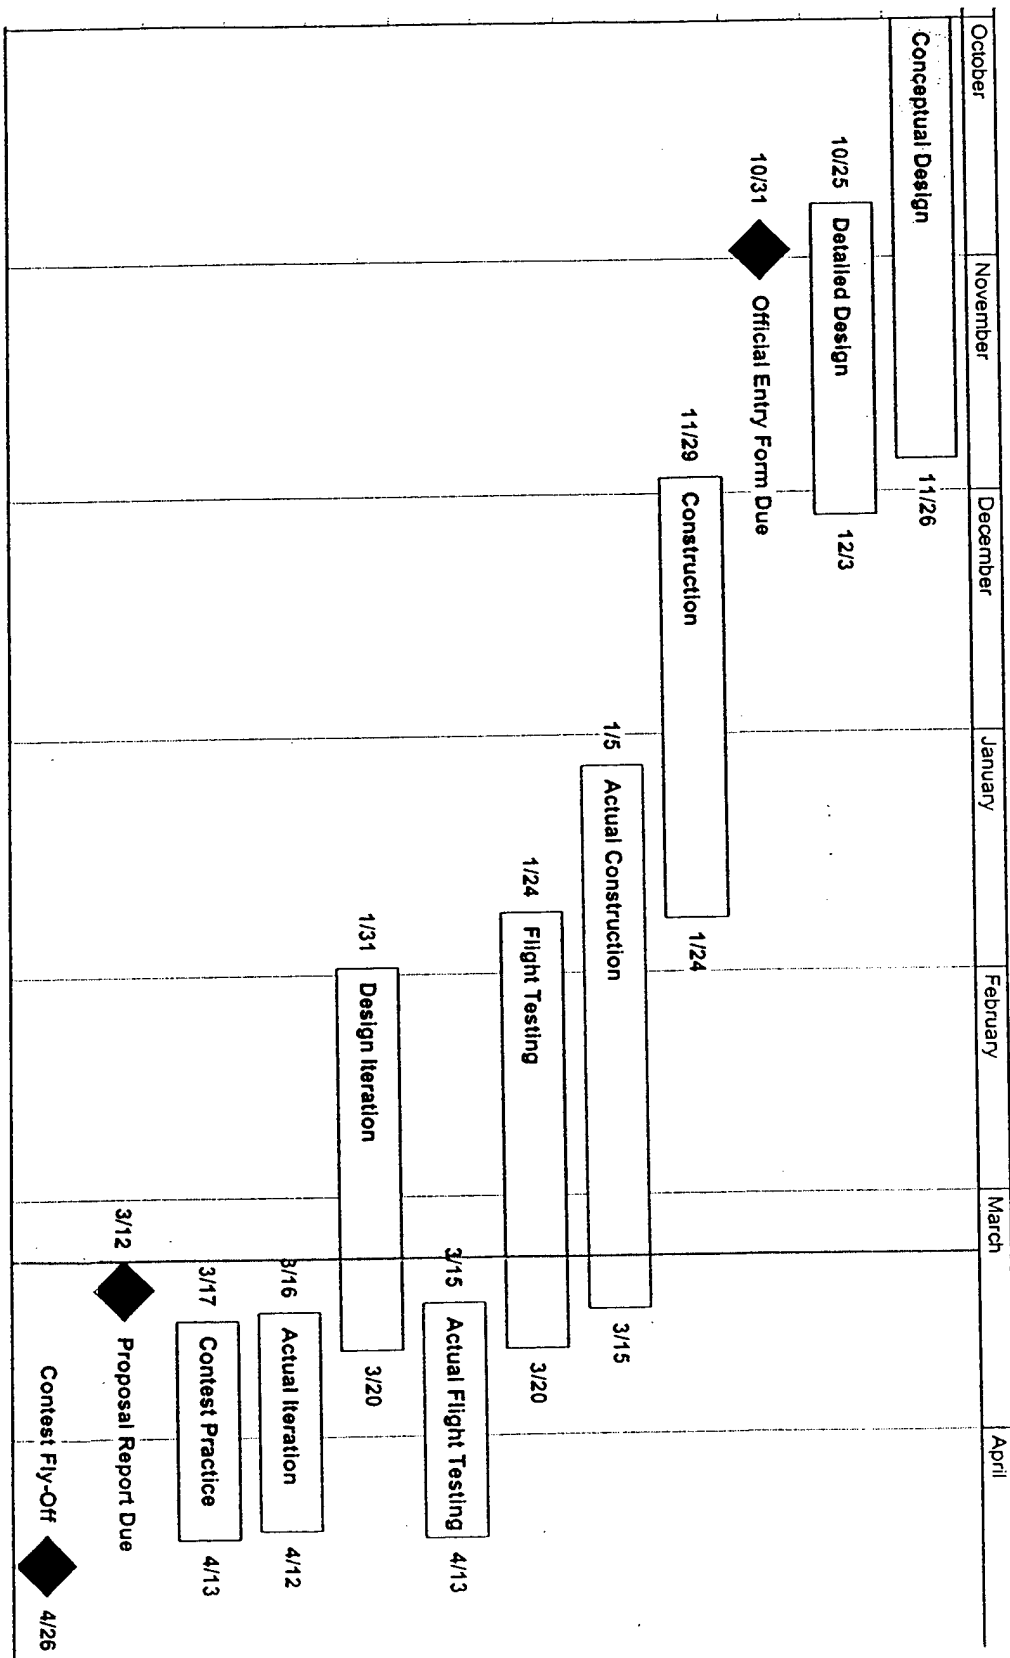 October November December January February March April
Conceptual Design 11/26
10/25 Detailed Design 12/3
10/31 Official Entry Form Due
11/29 Construction 1/24
1/5 Actual Construction 3/15
1/24 Flight Testing 3/20
3/15 Actual Flight Testing 4/13
1/31 Design Iteration 3/20
3/16 Actual Iteration 4/12
3/17 Contest Practice 4/13
3/12 Proposal Report Due
Contest Fly-Off 4/26